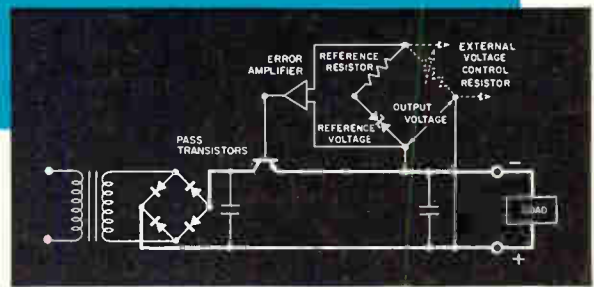 ERROR
AMPLIFIER
REFERENCE
RESISTOR
EXTERNAL
VOLTAGE
CONTROL
RESISTOR
OUTPUT
VOLTAGE
REFERENCE
VOLTAGE
PASS
TRANSISTORS
−
LOAD
+